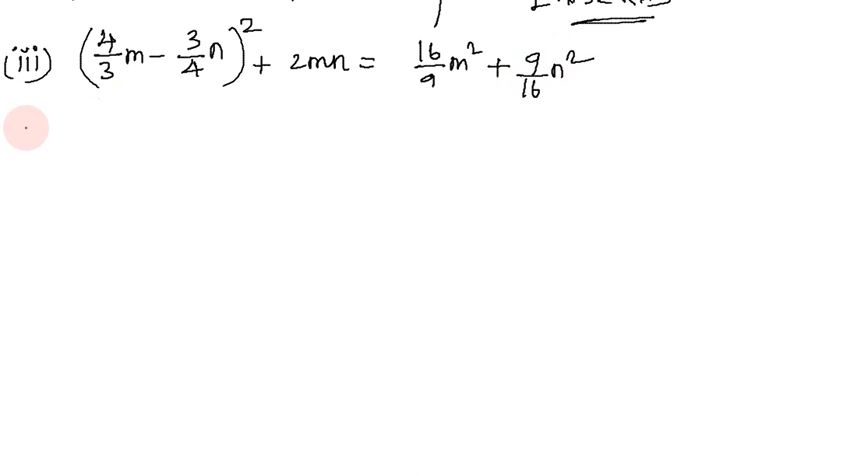 (iii) (4/3 m - 3/4 n)² + 2mn = 16/9 m² + 9/16 n²